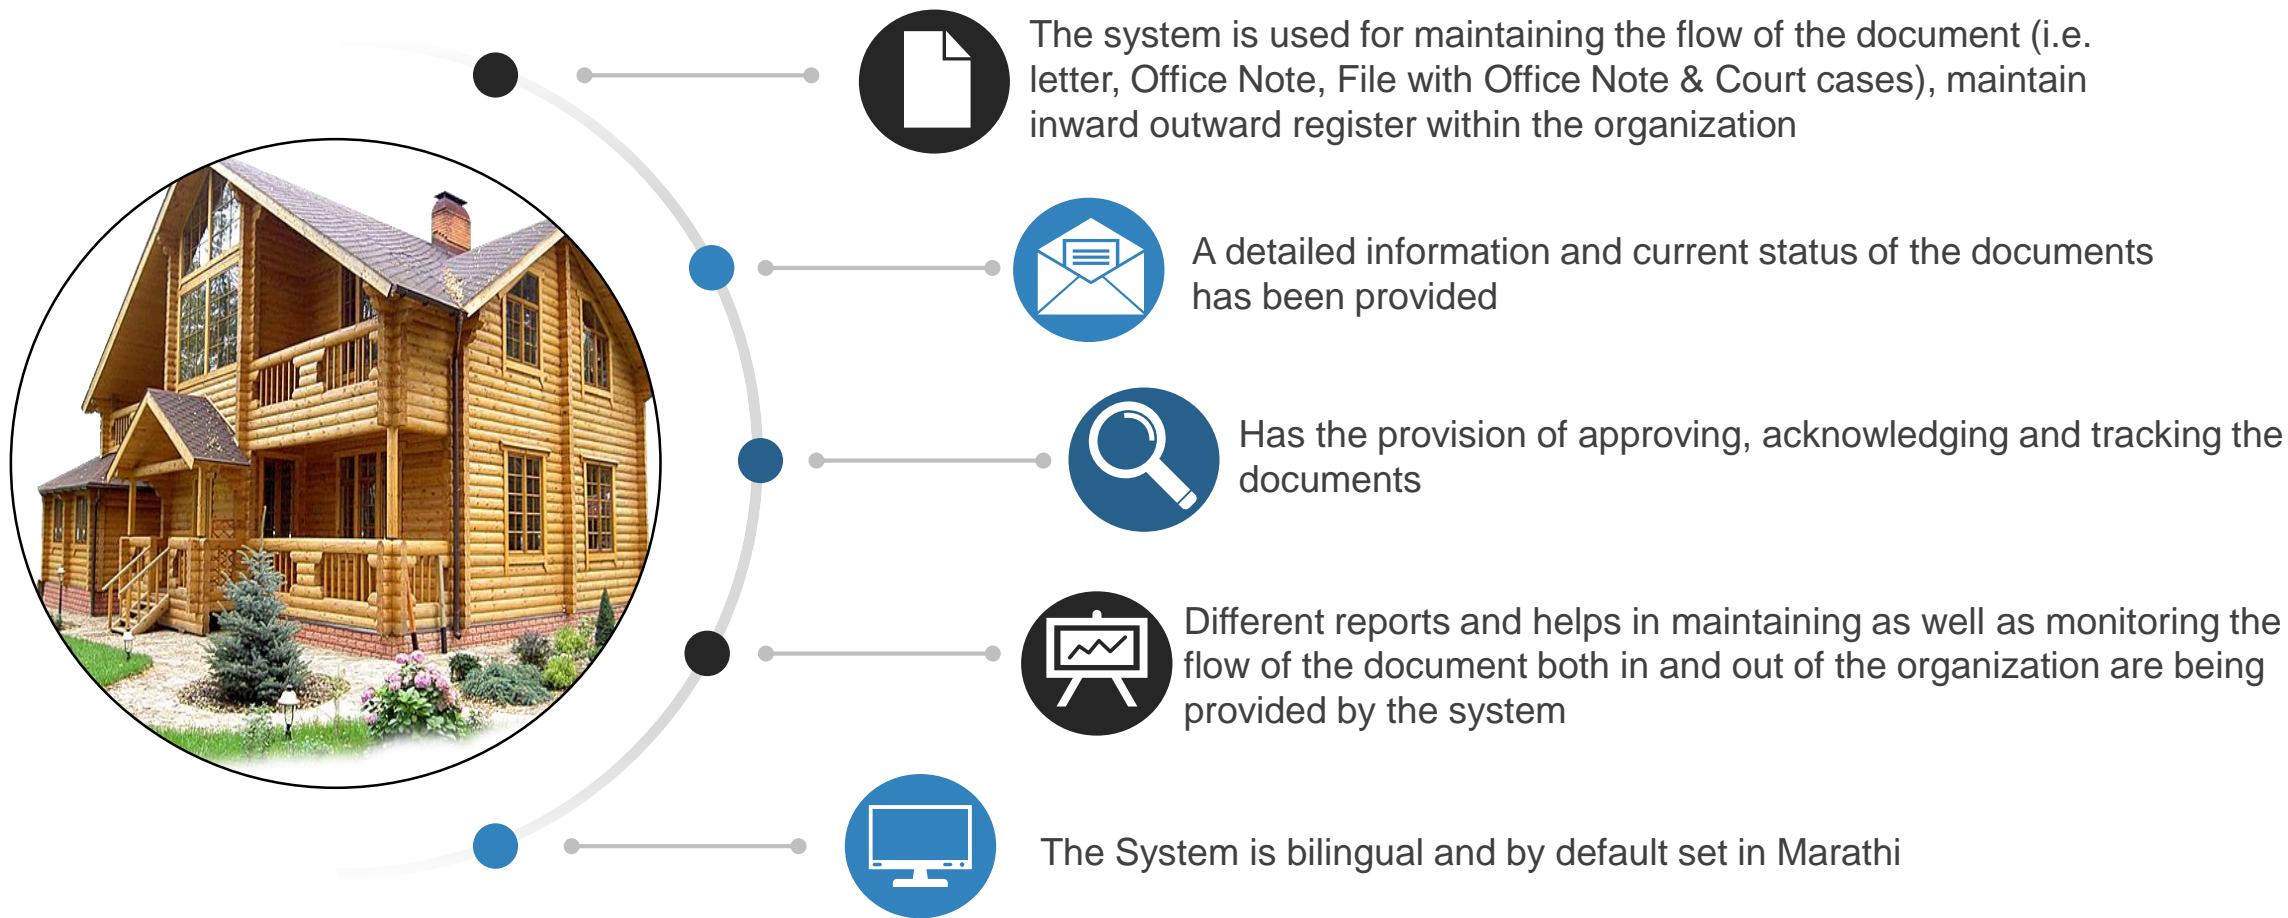 The system is used for maintaining the flow of the document (i.e.
letter, Office Note, File with Office Note & Court cases), maintain
inward outward register within the organization
A detailed information and current status of the documents
has been provided
Has the provision of approving, acknowledging and tracking the
documents
Different reports and helps in maintaining as well as monitoring the
flow of the document both in and out of the organization are being
provided by the system
The System is bilingual and by default set in Marathi